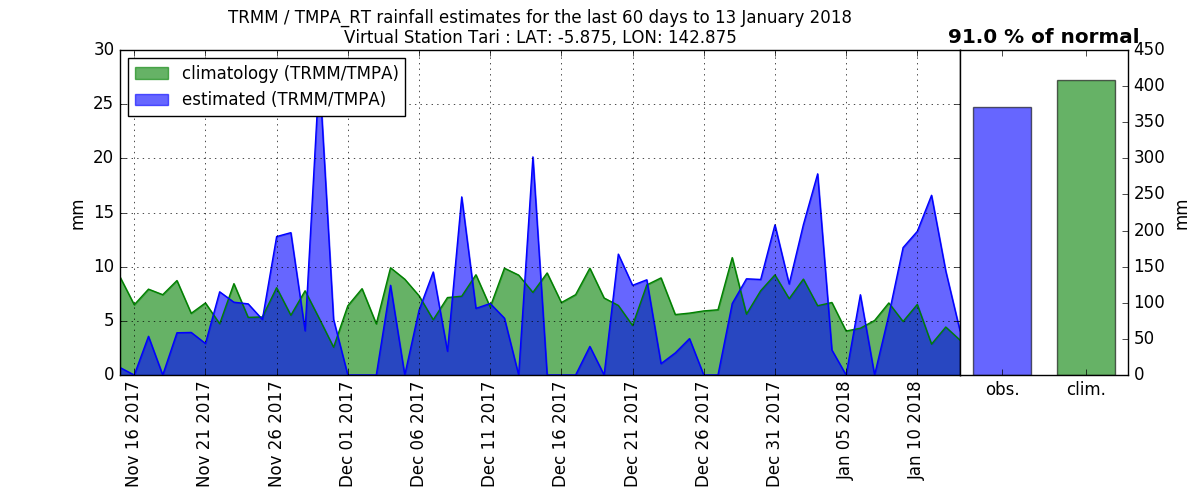 TRMM / TMPA_RT rainfall estimates for the last 60 days to 13 January 2018
Virtual Station Tari : LAT: -5.875, LON: 142.875
91.0 % of normal
climatology (TRMM/TMPA)
estimated (TRMM/TMPA)
mm
30
25
20
15
10
5
0
Nov 16 2017
Nov 21 2017
Nov 26 2017
Dec 01 2017
Dec 06 2017
Dec 11 2017
Dec 16 2017
Dec 21 2017
Dec 26 2017
Dec 31 2017
Jan 05 2018
Jan 10 2018
450
400
350
300
250
200
150
100
50
0
mm
obs.
clim.